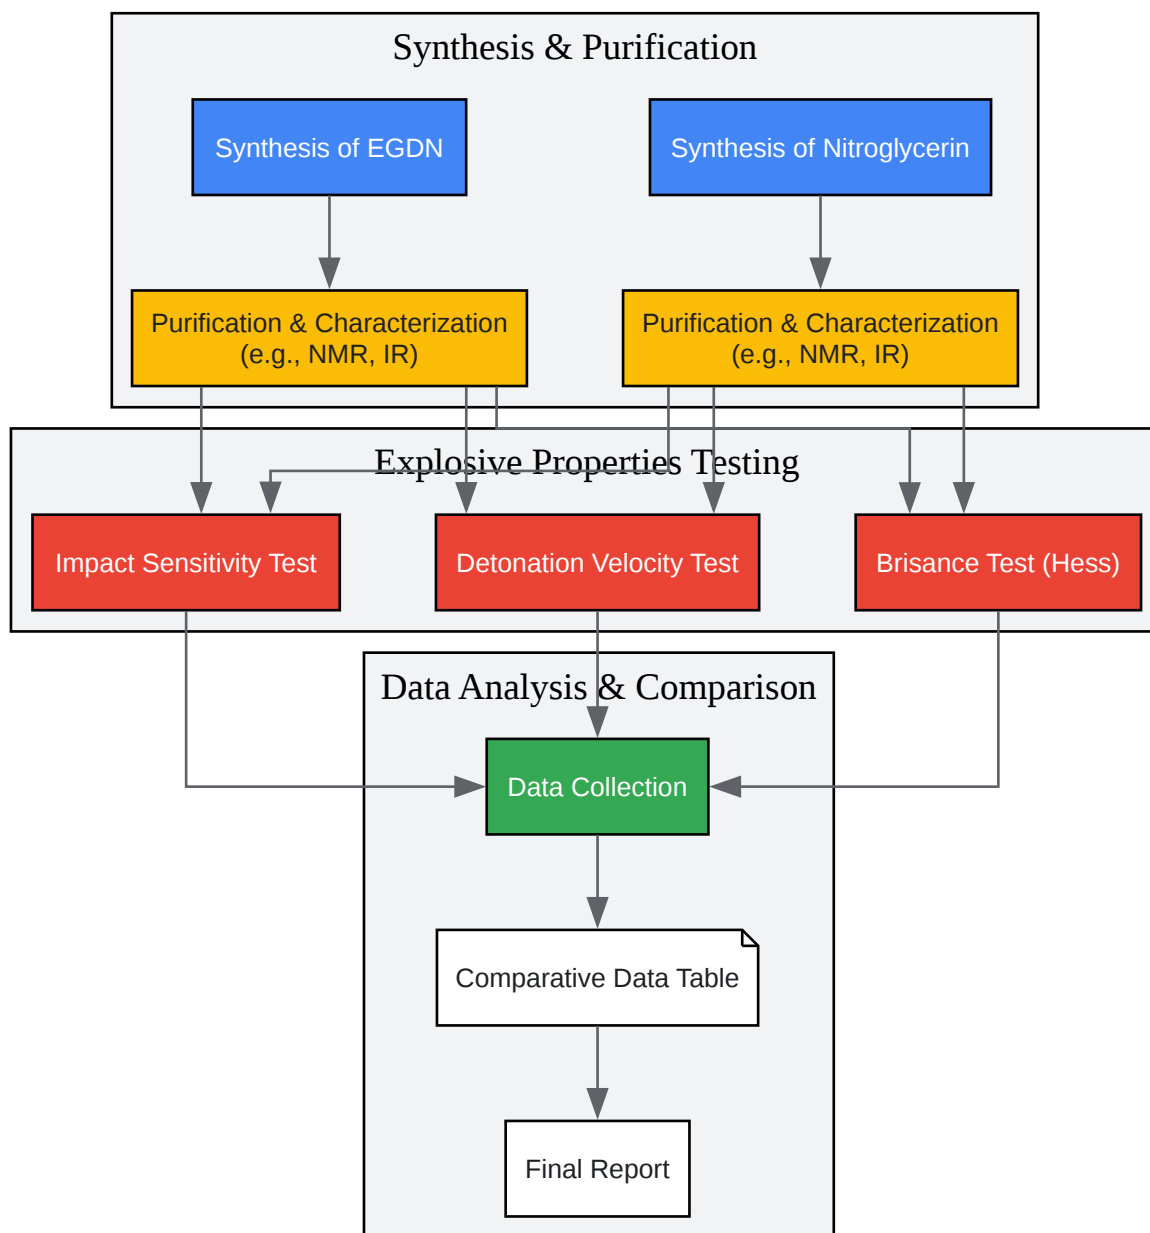 Synthesis & Purification
Synthesis of EGDN
Synthesis of Nitroglycerin
Purification & Characterization
(e.g., NMR, IR)
Purification & Characterization
(e.g., NMR, IR)
Explosive Properties Testing
Impact Sensitivity Test
Detonation Velocity Test
Brisance Test (Hess)
Data Analysis & Comparison
Data Collection
Comparative Data Table
Final Report